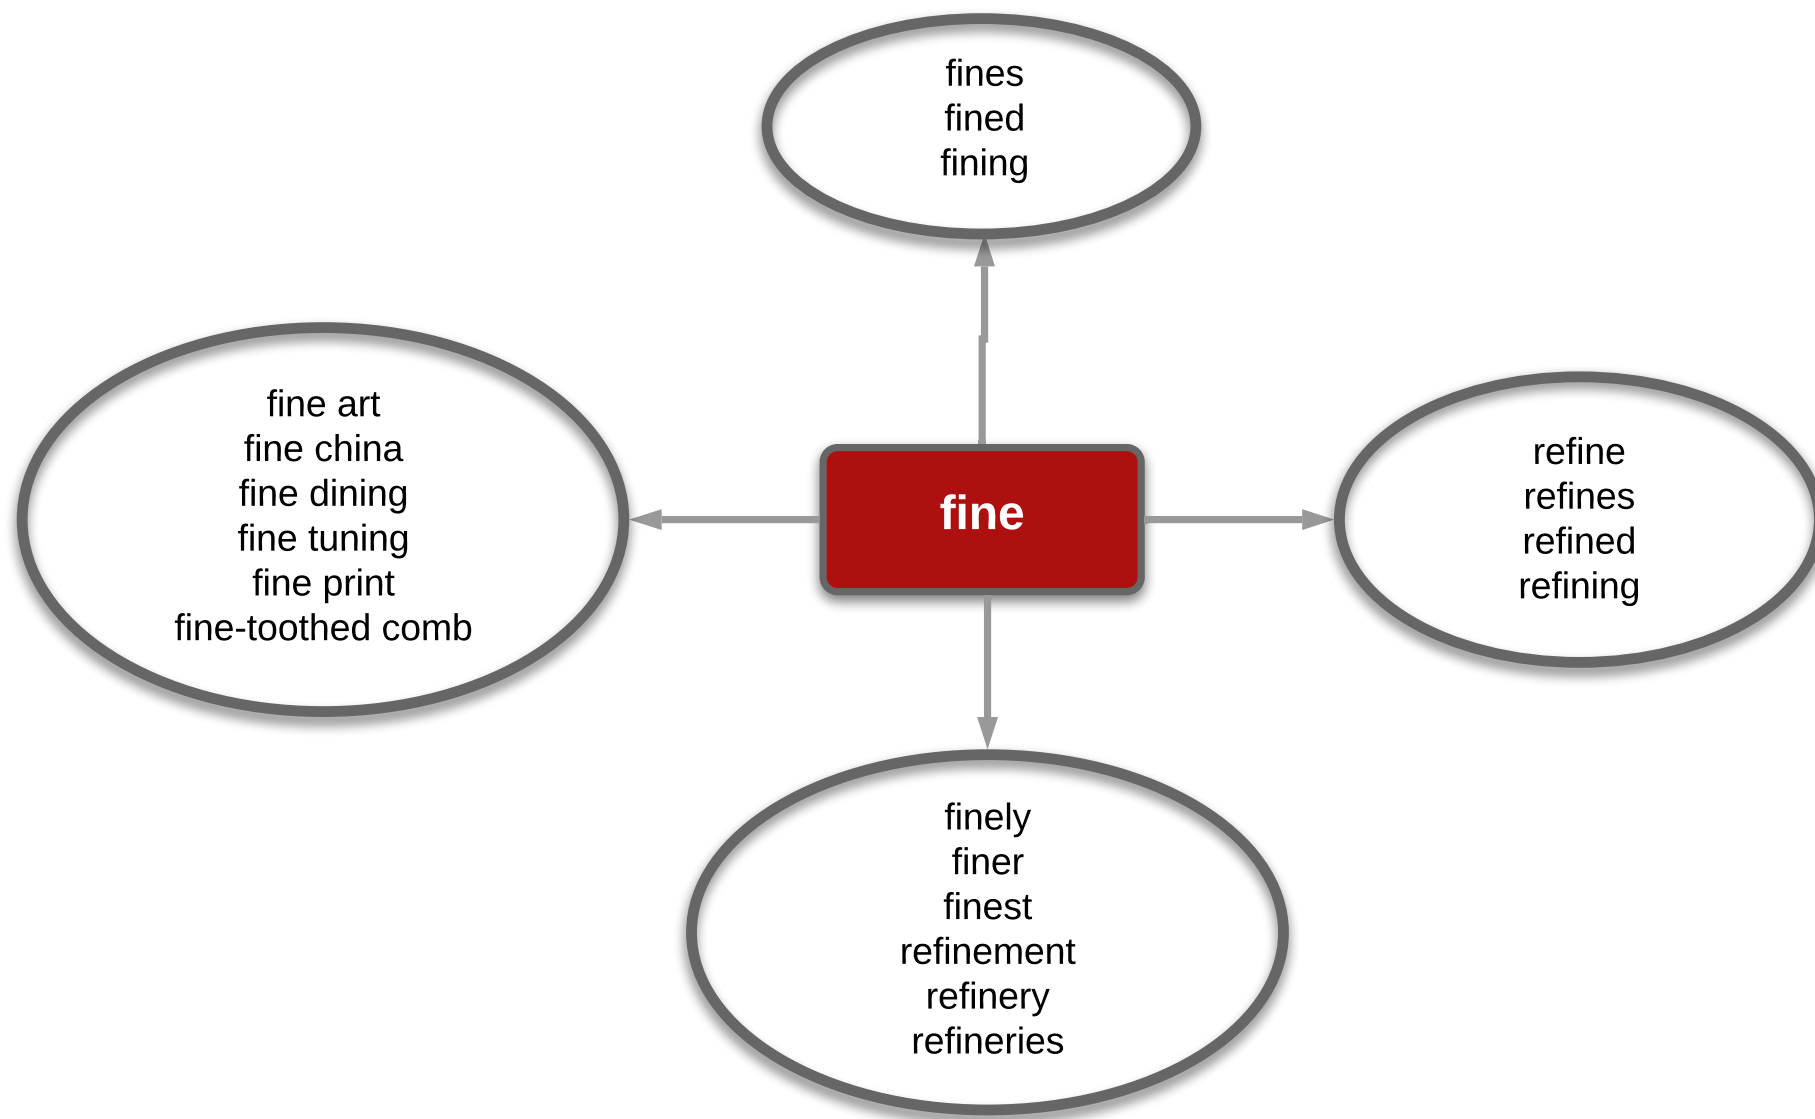 fines
fined
fining
fine art
fine china
fine dining
fine tuning
fine print
fine-toothed comb
fine
refine
refines
refined
refining
finely
finer
finest
refinement
refinery
refineries